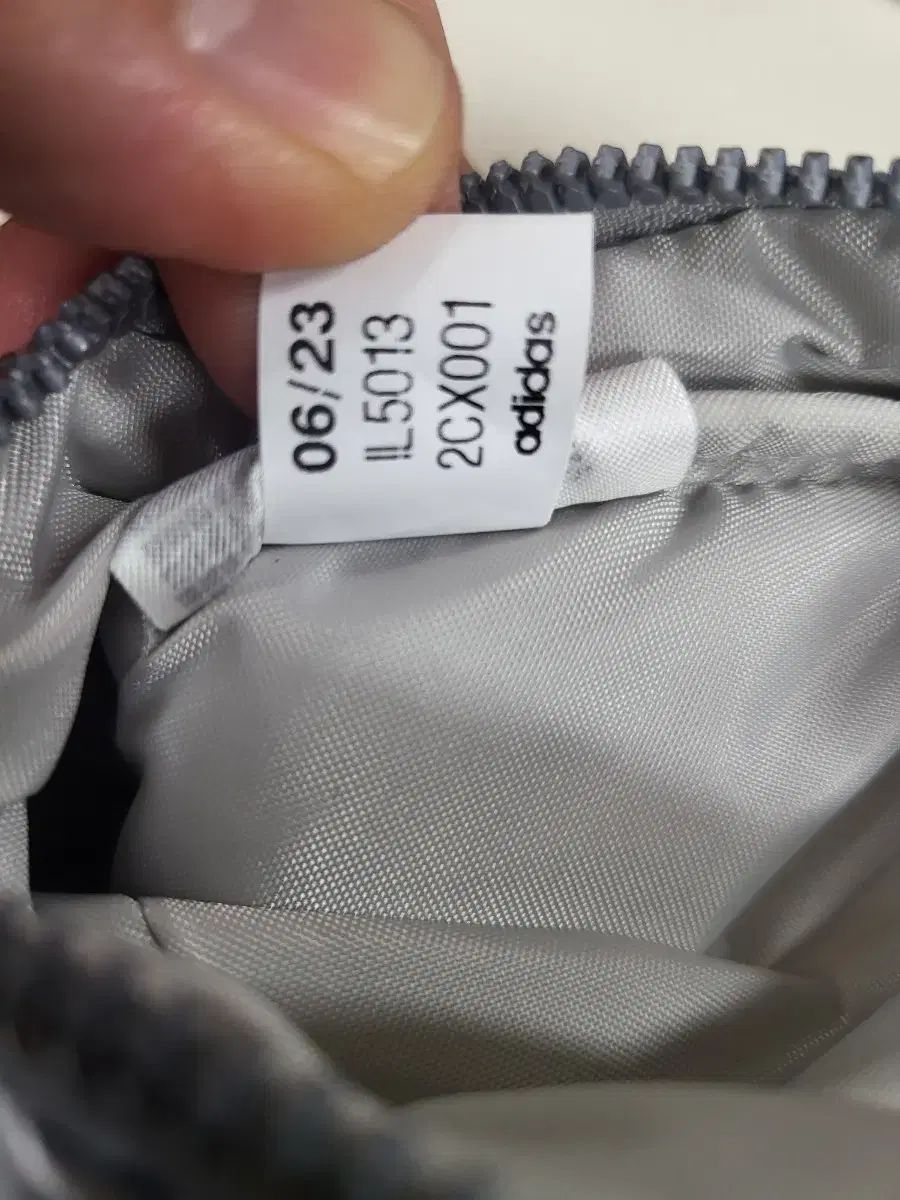 06/23
IL5013
2CX001
adidas